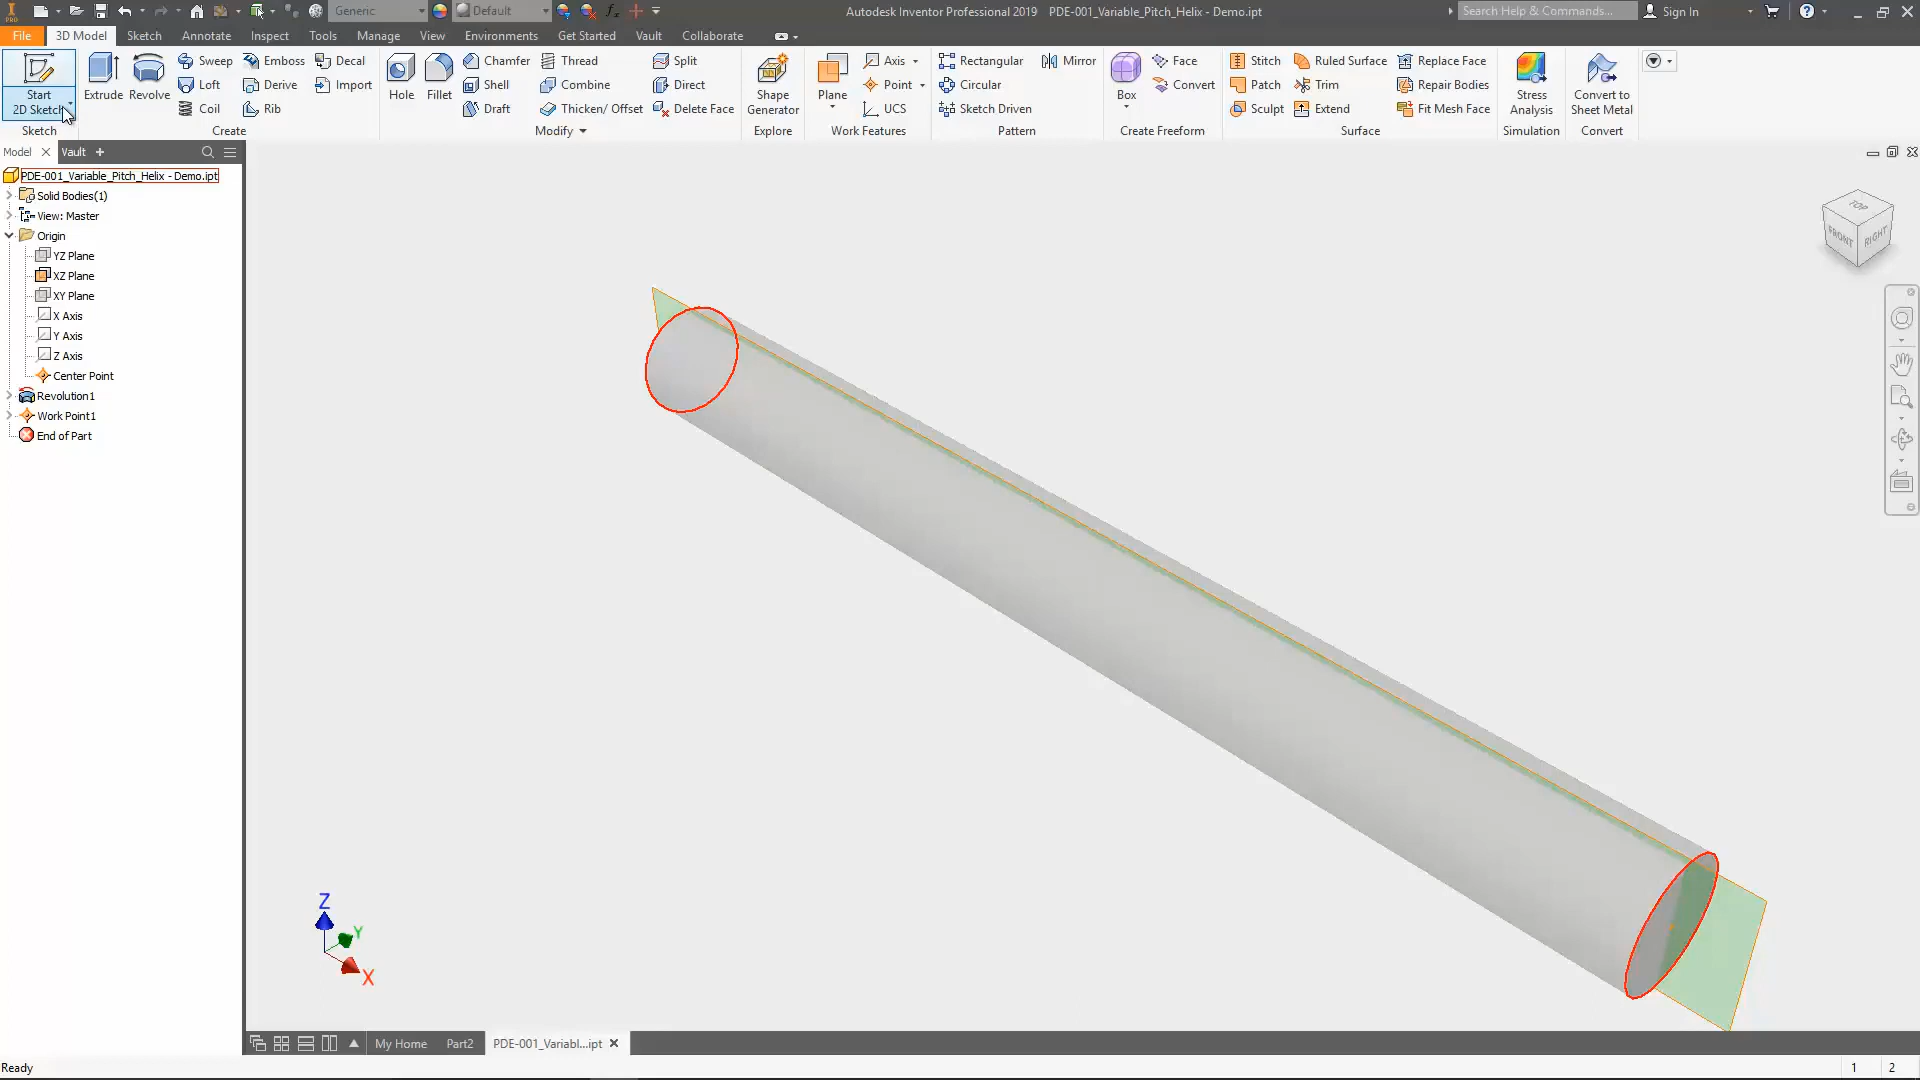 PRO
Generic
Default
Autodesk Inventor Professional 2019 PDE-001_Variable_Pitch_Helix - Demo.ipt
Search Help & Commands...
Sign In
File
3D Model
Sketch
Annotate
Inspect
Tools
Manage
View
Environments
Get Started
Vault
Collaborate
Start
2D Sketch
Sketch
Extrude
Revolve
Sweep
Loft
Coil
Emboss
Derive
Rib
Decal
Import
Create
Hole
Fillet
Chamfer
Shell
Draft
Thread
Combine
Thicken/ Offset
Split
Direct
Delete Face
Modify
Shape
Generator
Explore
Plane
Axis
Point
UCS
Work Features
Rectangular
Circular
Sketch Driven
Mirror
Pattern
Box
Face
Convert
Create Freeform
Stitch
Patch
Sculpt
Ruled Surface
Trim
Extend
Replace Face
Repair Bodies
Fit Mesh Face
Surface
Stress
Analysis
Simulation
Convert to
Sheet Metal
Convert
Model
Vault
PDE-001_Variable_Pitch_Helix - Demo.ipt
Solid Bodies(1)
View: Master
Origin
YZ Plane
XZ Plane
XY Plane
X Axis
Y Axis
Z Axis
Center Point
Revolution1
Work Point1
End of Part
TOP
FRONT
RIGHT
Z
Y
X
My Home
Part2
PDE-001_Variabl...ipt
Ready
1
2